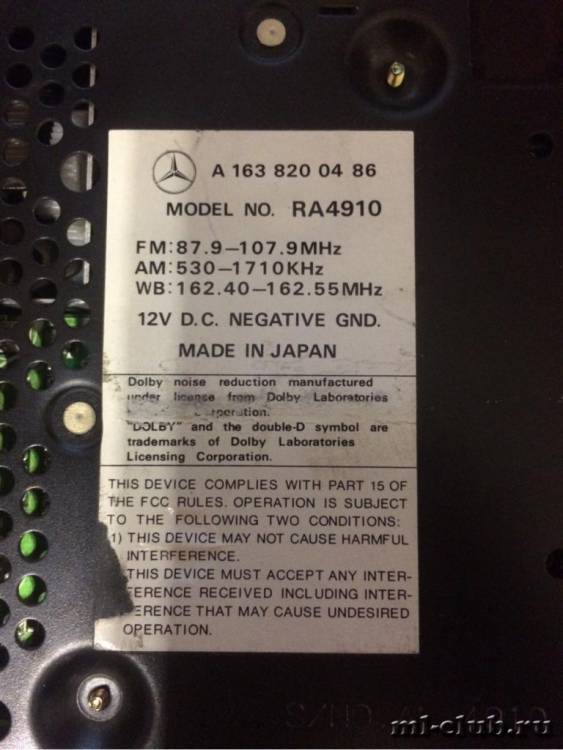 A 163 820 04 86
MODEL NO. RA4910
FM:87.9–107.9MHz
AM:530–1710KHz
WB:162.40–162.55MHz
12V D.C. NEGATIVE GND.
MADE IN JAPAN
Dolby noise reduction manufactured
under license from Dolby Laboratories
"DOLBY" and the double-D symbol are
trademarks of Dolby Laboratories
Licensing Corporation.
THIS DEVICE COMPLIES WITH PART 15 OF
THE FCC RULES. OPERATION IS SUBJECT
TO THE FOLLOWING TWO CONDITIONS:
1) THIS DEVICE MAY NOT CAUSE HARMFUL
INTERFERENCE.
THIS DEVICE MUST ACCEPT ANY INTER-
FERENCE RECEIVED INCLUDING INTER-
FERENCE THAT MAY CAUSE UNDESIRED
OPERATION.
ml-club.ru